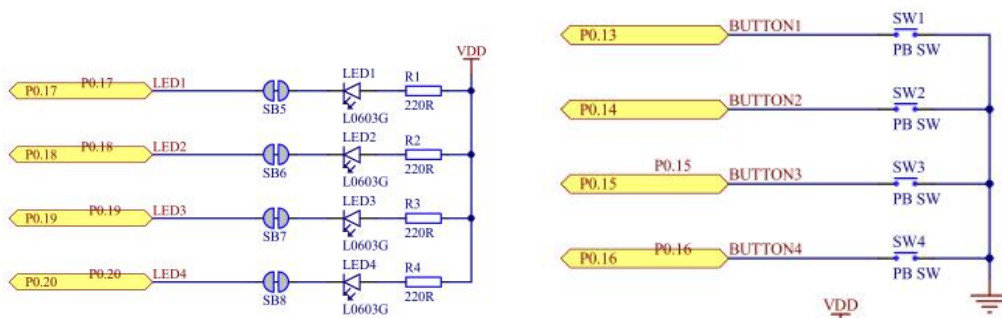 VDD
P0.17 P0.17 LED1 SB5 LED1 L0603G R1 220R
P0.18 P0.18 LED2 SB6 LED2 L0603G R2 220R
P0.19 P0.19 LED3 SB7 LED3 L0603G R3 220R
P0.20 P0.20 LED4 SB8 LED4 L0603G R4 220R
P0.13 BUTTON1 SW1 PB SW
P0.14 BUTTON2 SW2 PB SW
P0.15 P0.15 BUTTON3 SW3 PB SW
P0.16 P0.16 BUTTON4 SW4 PB SW
VDD